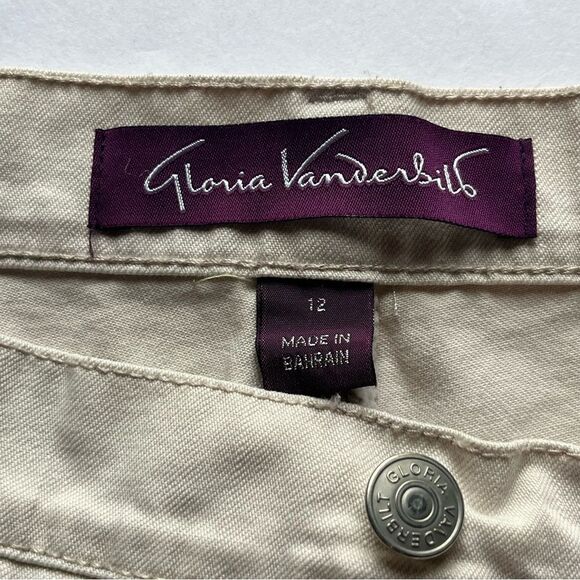 Gloria Vanderbilt
12
MADE IN
BAHRAIN
GLORIA VANDERBILT